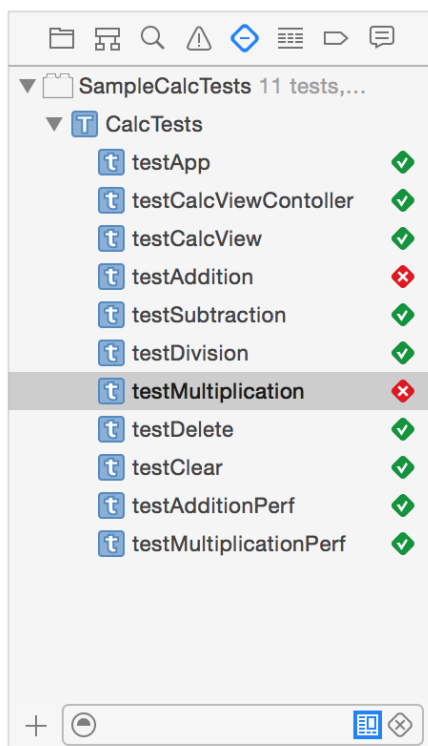 SampleCalcTests 11 tests,...
T CalcTests
t testApp
t testCalcViewContoller
t testCalcView
t testAddition
t testSubtraction
t testDivision
t testMultiplication
t testDelete
t testClear
t testAdditionPerf
t testMultiplicationPerf